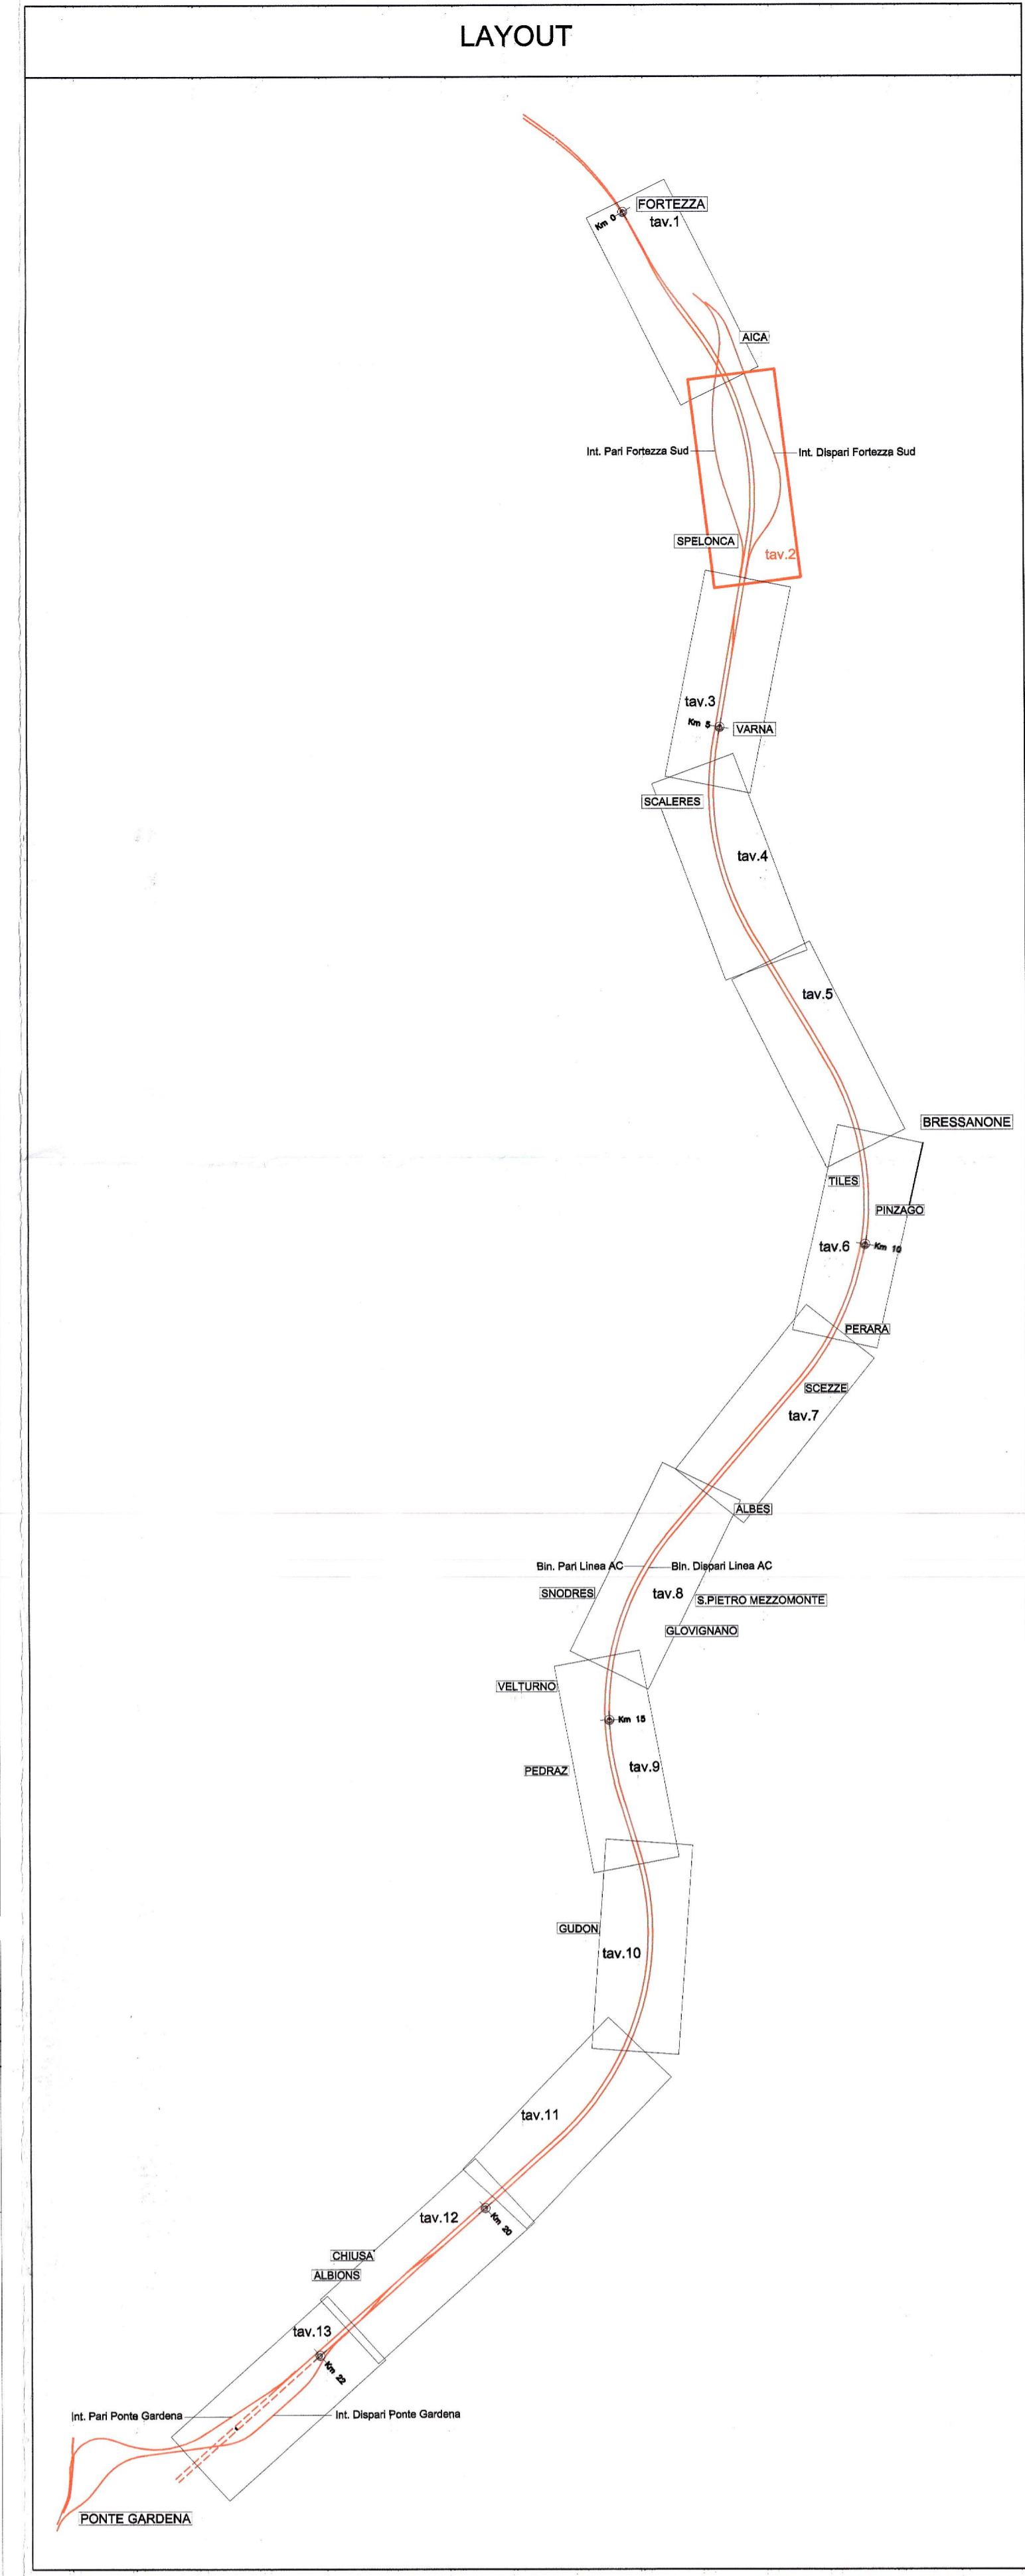 LAYOUT
FORTEZZA
Km 0
tav.1
AICA
Int. Pari Fortezza Sud
Int. Dispari Fortezza Sud
SPELONCA
tav.2
tav.3
Km 5
VARNA
SCALERES
tav.4
tav.5
BRESSANONE
TILES
PINZAGO
tav.6
Km 10
PERARA
SCEZZE
tav.7
ALBES
Bin. Pari Linea AC
Bin. Dispari Linea AC
SNODRES
tav.8
S.PIETRO MEZZOMONTE
GLOVIGNANO
VELTURNO
Km 15
PEDRAZ
tav.9
GUDON
tav.10
tav.11
tav.12
Km 20
CHIUSA
ALBIONS
tav.13
Km 22
Int. Pari Ponte Gardena
Int. Dispari Ponte Gardena
PONTE GARDENA